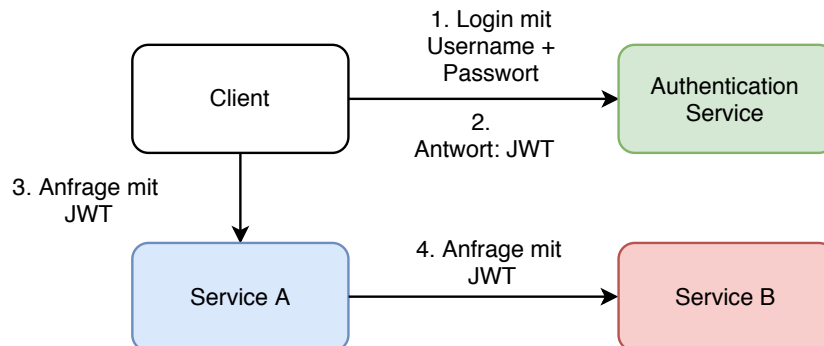 1. Login mit
Username +
Passwort
Client
Authentication
Service
2.
Antwort: JWT
3. Anfrage mit
JWT
4. Anfrage mit
JWT
Service A
Service B